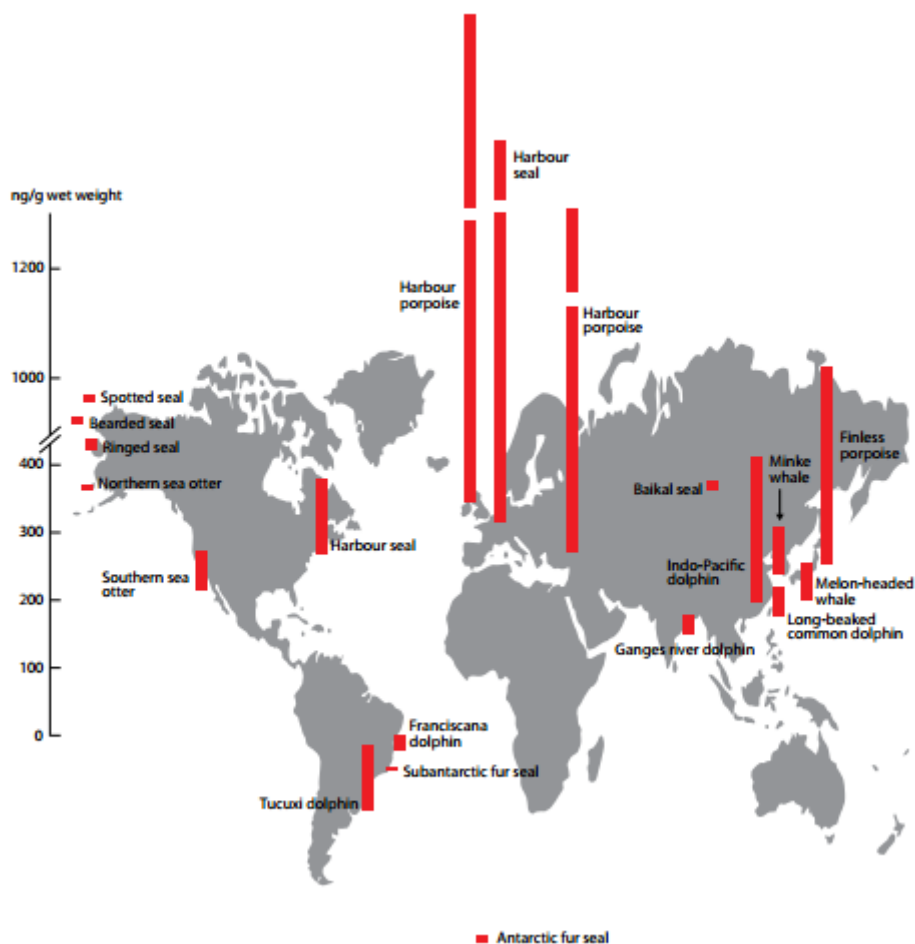 Harbour
seal
ng/g wet weight
1200
Harbour
porpoise
Harbour
porpoise
1000
Spotted seal
Bearded seal
Ringed seal
Finless
porpoise
400
Minke
whale
Northern sea otter
Baikal seal
300
Harbour seal
Indo-Pacific
dolphin
Southern sea
otter
Melon-headed
whale
200
Long-beaked
common dolphin
Ganges river dolphin
100
0
Franciscana
dolphin
Subantarctic fur seal
Tucuxi dolphin
Antarctic fur seal